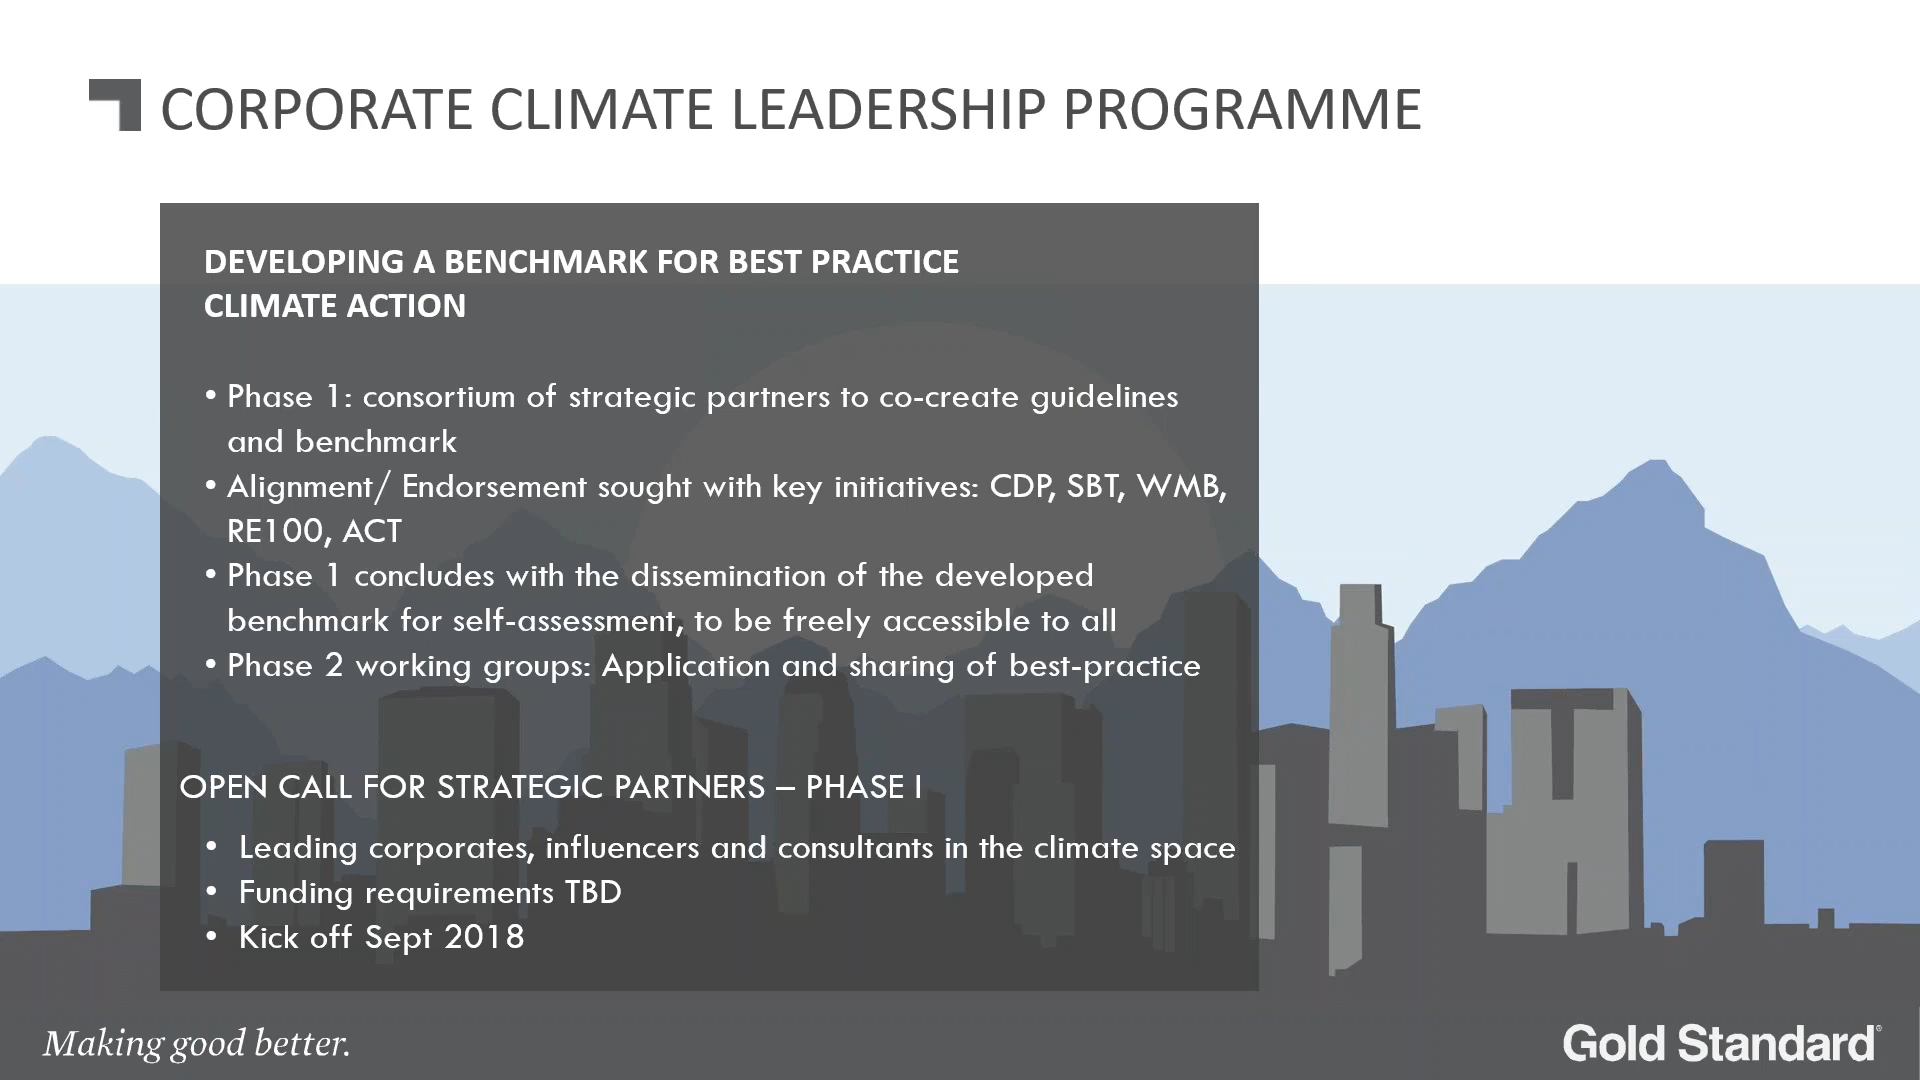 CORPORATE CLIMATE LEADERSHIP PROGRAMME
DEVELOPING A BENCHMARK FOR BEST PRACTICE
CLIMATE ACTION
• Phase 1: consortium of strategic partners to co-create guidelines
and benchmark
• Alignment/ Endorsement sought with key initiatives: CDP, SBT, WMB,
RE100, ACT
• Phase 1 concludes with the dissemination of the developed
benchmark for self-assessment, to be freely accessible to all
• Phase 2 working groups: Application and sharing of best-practice
OPEN CALL FOR STRATEGIC PARTNERS – PHASE I
• Leading corporates, influencers and consultants in the climate space
• Funding requirements TBD
• Kick off Sept 2018
Making good better.
Gold Standard®